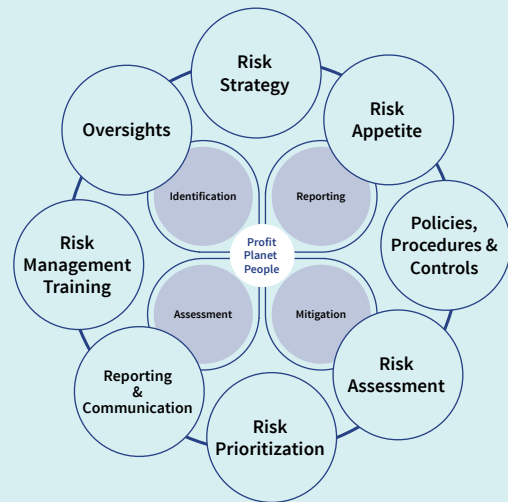 Risk
Strategy
Risk
Appetite
Policies,
Procedures &
Controls
Risk
Assessment
Risk
Prioritization
Reporting
&
Communication
Risk
Management
Training
Oversights
Identification
Reporting
Profit
Planet
People
Assessment
Mitigation